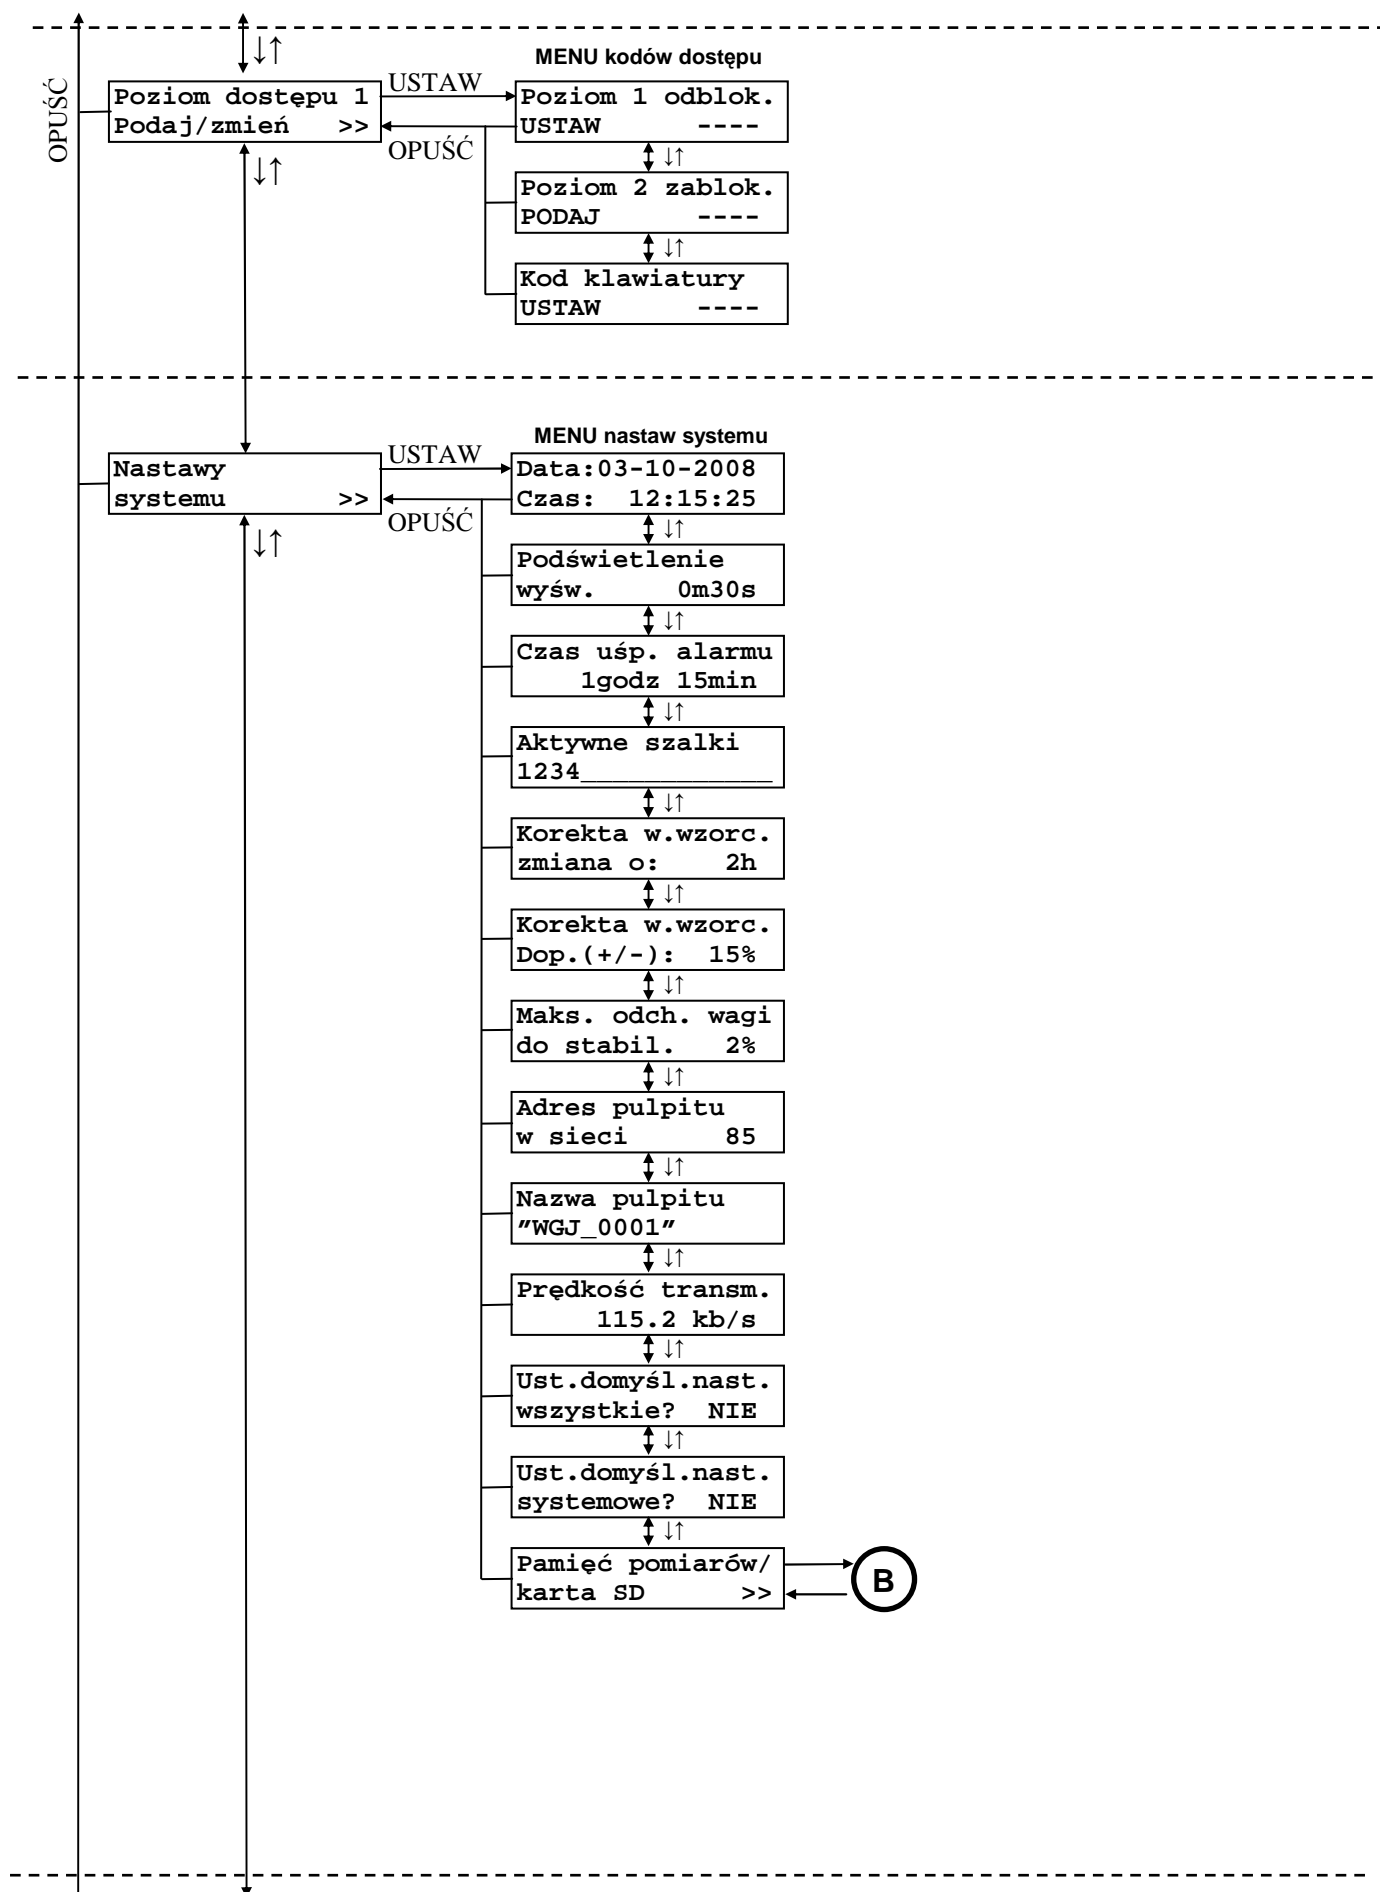 ↓↑
MENU kodów dostępu
OPUŚĆ
Poziom dostępu 1
Podaj/zmień >>
USTAW
OPUŚĆ
Poziom 1 odblok.
USTAW ----
↓↑
↓↑
Poziom 2 zablok.
PODAJ ----
↓↑
Kod klawiatury
USTAW ----
MENU nastaw systemu
Nastawy
systemu >>
USTAW
OPUŚĆ
Data:03-10-2008
Czas: 12:15:25
↓↑
↓↑
Podświetlenie
wyśw. 0m30s
↓↑
Czas uśp. alarmu
1godz 15min
↓↑
Aktywne szalki
1234____________
↓↑
Korekta w.wzorc.
zmiana o: 2h
↓↑
Korekta w.wzorc.
Dop.(+/-): 15%
↓↑
Maks. odch. wagi
do stabil. 2%
↓↑
Adres pulpitu
w sieci 85
↓↑
Nazwa pulpitu
″WGJ_0001″
↓↑
Prędkość transm.
115.2 kb/s
↓↑
Ust.domyśl.nast.
wszystkie? NIE
↓↑
Ust.domyśl.nast.
systemowe? NIE
↓↑
Pamięć pomiarów/
karta SD >>
B